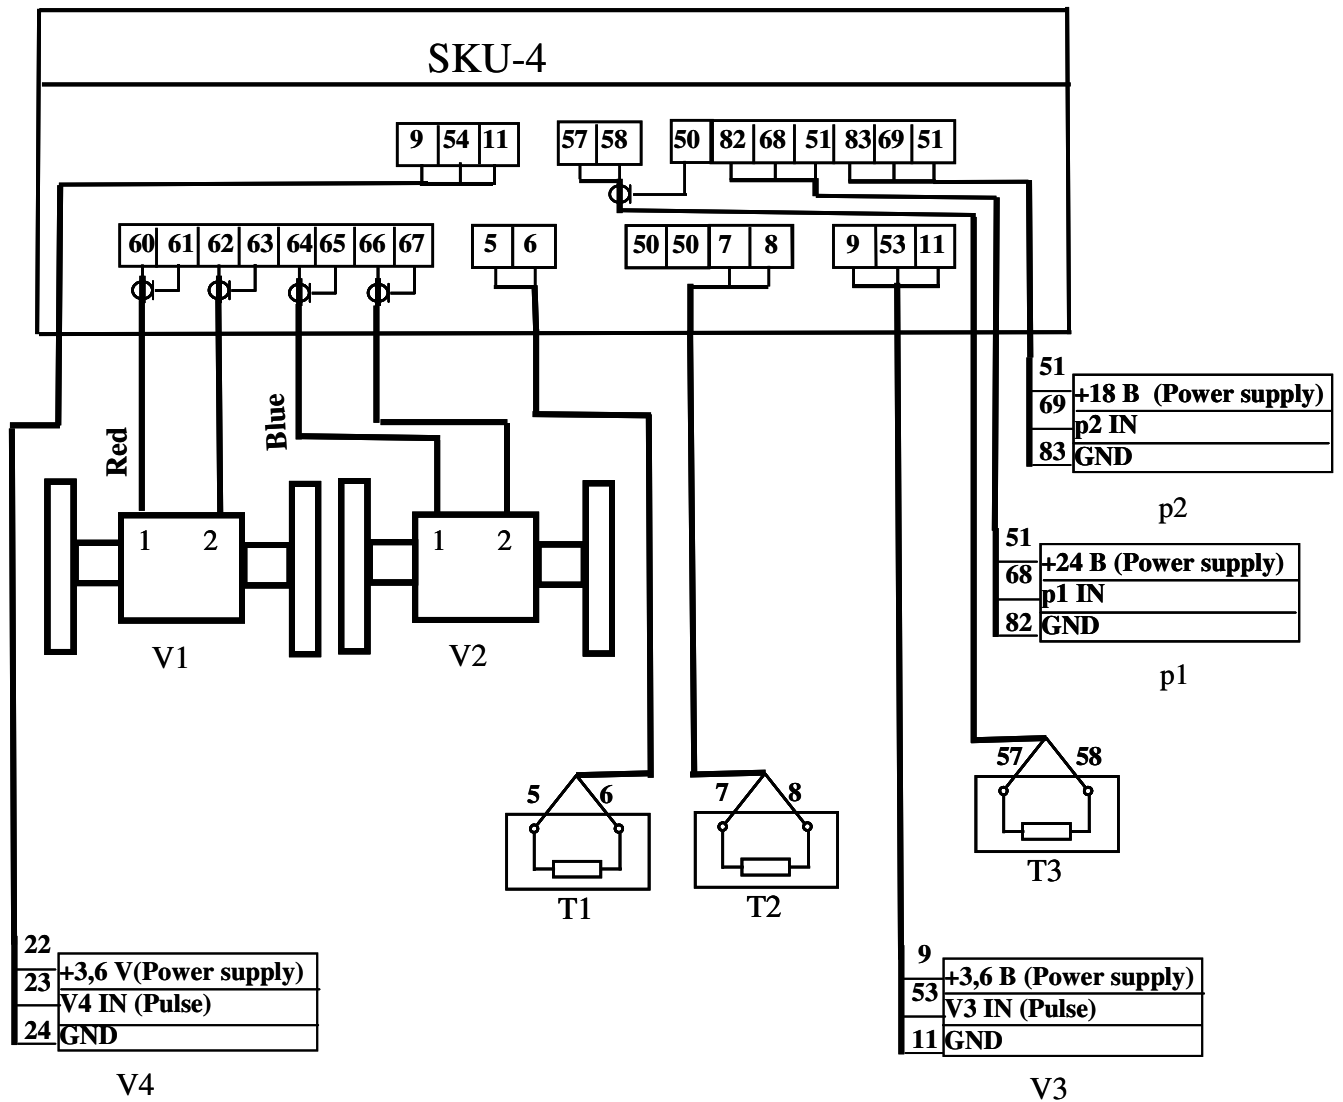 SKU-4
9 54 11
57 58
50 82 68 51 83 69 51
60 61 62 63 64 65 66 67
5 6
50 50 7 8
9 53 11
Red
Blue
1 2
V1
1 2
V2
51
+18 B (Power supply)
69
p2 IN
83
GND
p2
51
+24 B (Power supply)
68
p1 IN
82
GND
p1
57 58
T3
5 6
T1
7 8
T2
22
+3,6 V(Power supply)
23
V4 IN (Pulse)
24
GND
V4
9
+3,6 B (Power supply)
53
V3 IN (Pulse)
11
GND
V3